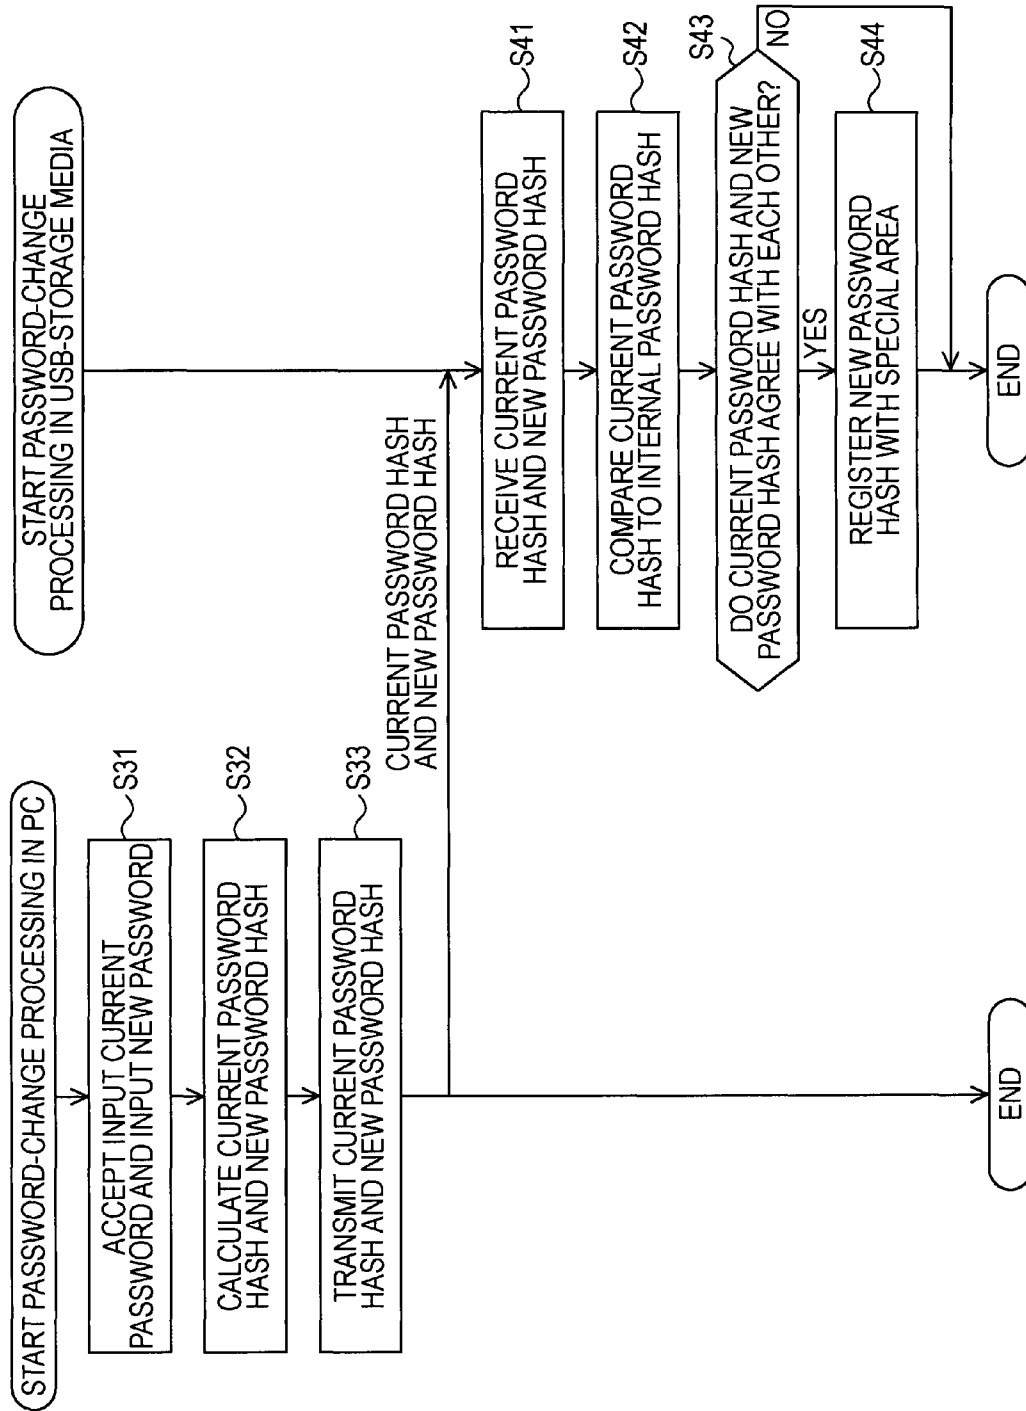 START PASSWORD-CHANGE PROCESSING IN PC
ACCEPT INPUT CURRENT
PASSWORD AND INPUT NEW PASSWORD
S31
CALCULATE CURRENT PASSWORD
HASH AND NEW PASSWORD HASH
S32
TRANSMIT CURRENT PASSWORD
HASH AND NEW PASSWORD HASH
S33
CURRENT PASSWORD HASH
AND NEW PASSWORD HASH
END
START PASSWORD-CHANGE
PROCESSING IN USB-STORAGE MEDIA
RECEIVE CURRENT PASSWORD
HASH AND NEW PASSWORD HASH
S41
COMPARE CURRENT PASSWORD
HASH TO INTERNAL PASSWORD HASH
S42
DO CURRENT PASSWORD HASH AND NEW
PASSWORD HASH AGREE WITH EACH OTHER?
S43
NO
YES
REGISTER NEW PASSWORD
HASH WITH SPECIAL AREA
S44
END